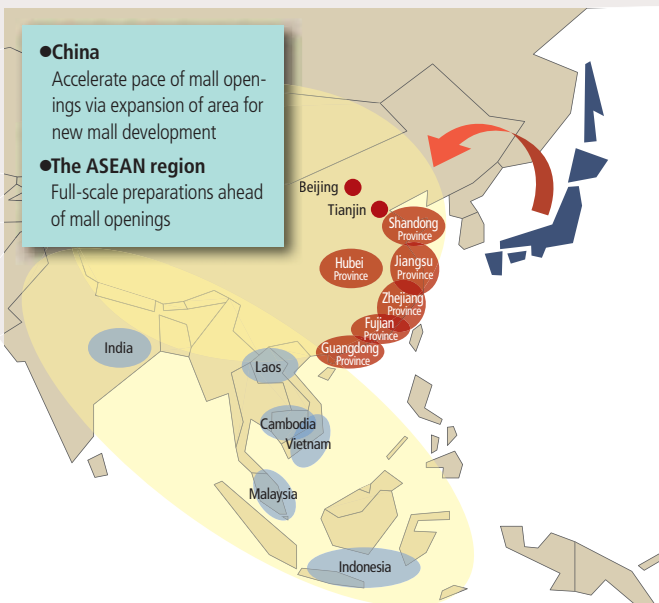 ●China
Accelerate pace of mall open-
ings via expansion of area for
new mall development
●The ASEAN region
Full-scale preparations ahead
of mall openings
Beijing
Tianjin
Shandong
Province
Hubei
Province
Jiangsu
Province
Zhejiang
Province
Fujian
Province
Guangdong
Province
India
Laos
Cambodia
Vietnam
Malaysia
Indonesia